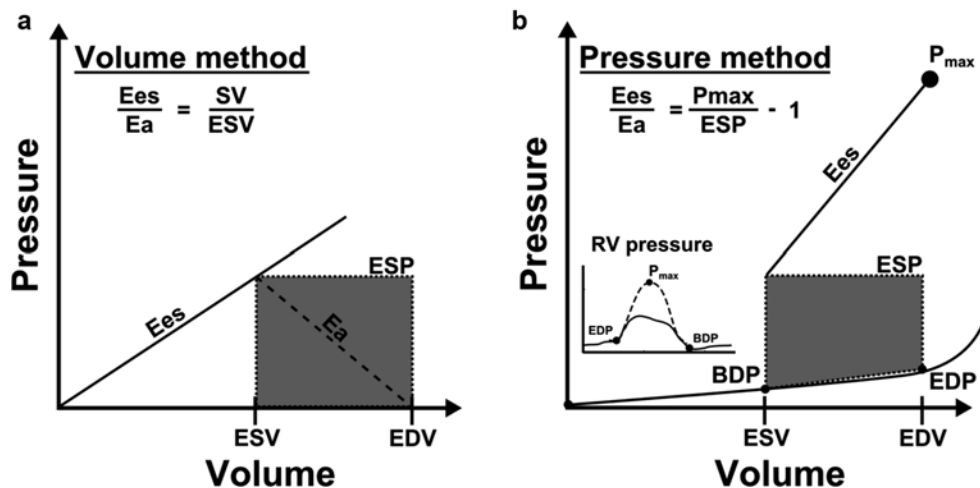 a
Volume method
Ees
Ea
=
SV
ESV
Pressure
Ees
Ea
ESP
ESV
EDV
Volume
b
Pressure method
Ees
Ea
=
Pmax
ESP
- 1
Pmax
Pressure
Ees
RV pressure
Pmax
EDP
BDP
ESP
BDP
EDP
ESV
EDV
Volume